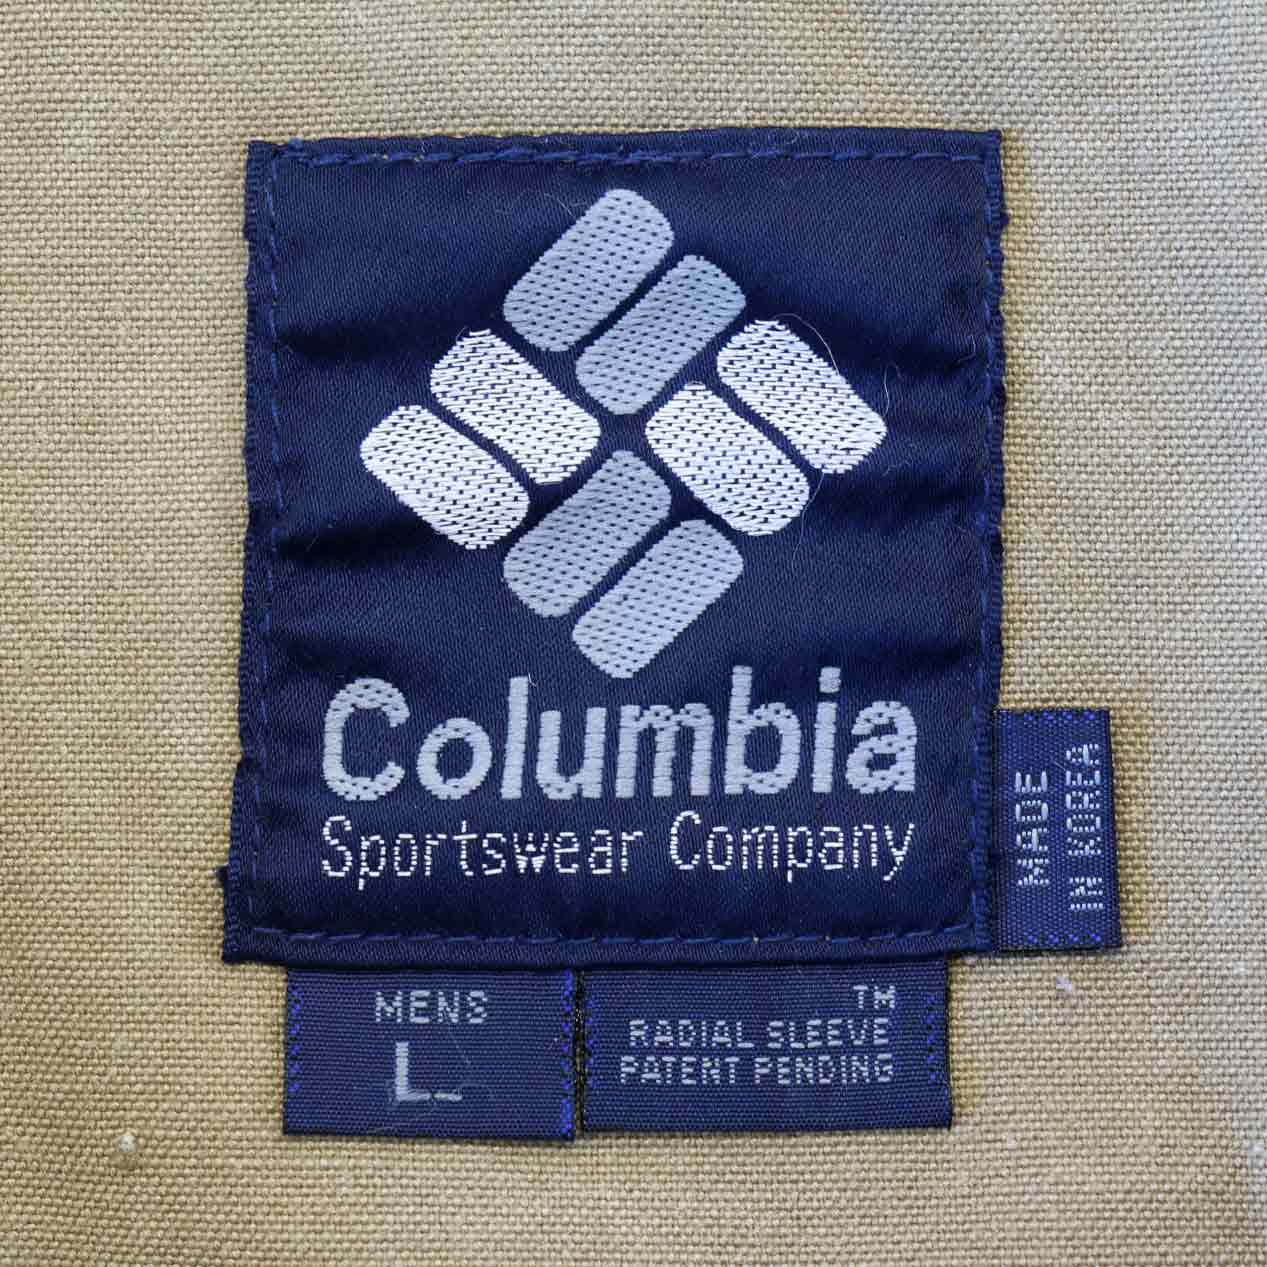 Columbia
Sportswear Company
MADE
IN KOREA
MENS
L
TM
RADIAL SLEEVE
PATENT PENDING